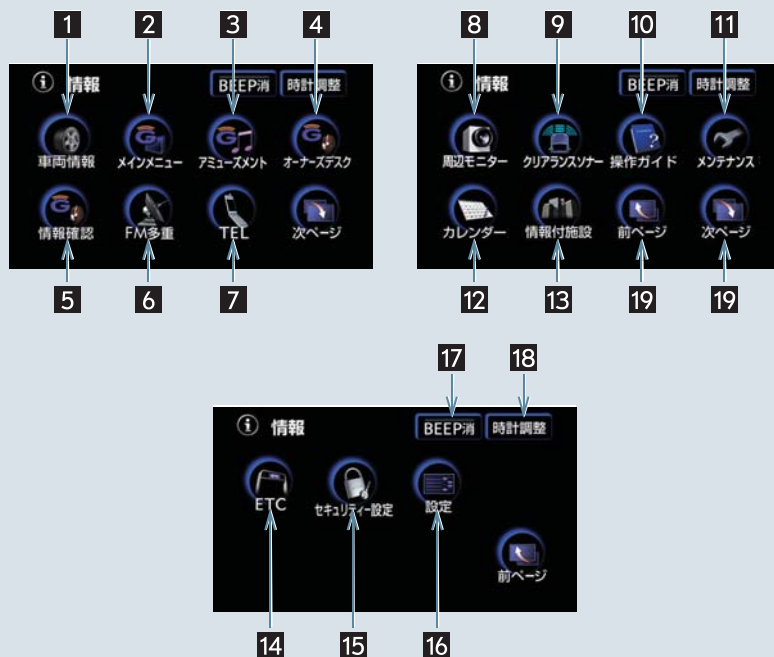 1 2 3 4
i 情報 BEEP消 時計調整
車両情報 メインメニュー アミューズメント オーナーズデスク
情報確認 FM多重 TEL 次ページ
5 6 7
8 9 10 11
i 情報 BEEP消 時計調整
周辺モニター クリアランスソナー 操作ガイド メンテナンス
カレンダー 情報付施設 前ページ 次ページ
12 13 19 19
17 18
i 情報 BEEP消 時計調整
ETC セキュリティー設定 設定
前ページ
14 15 16